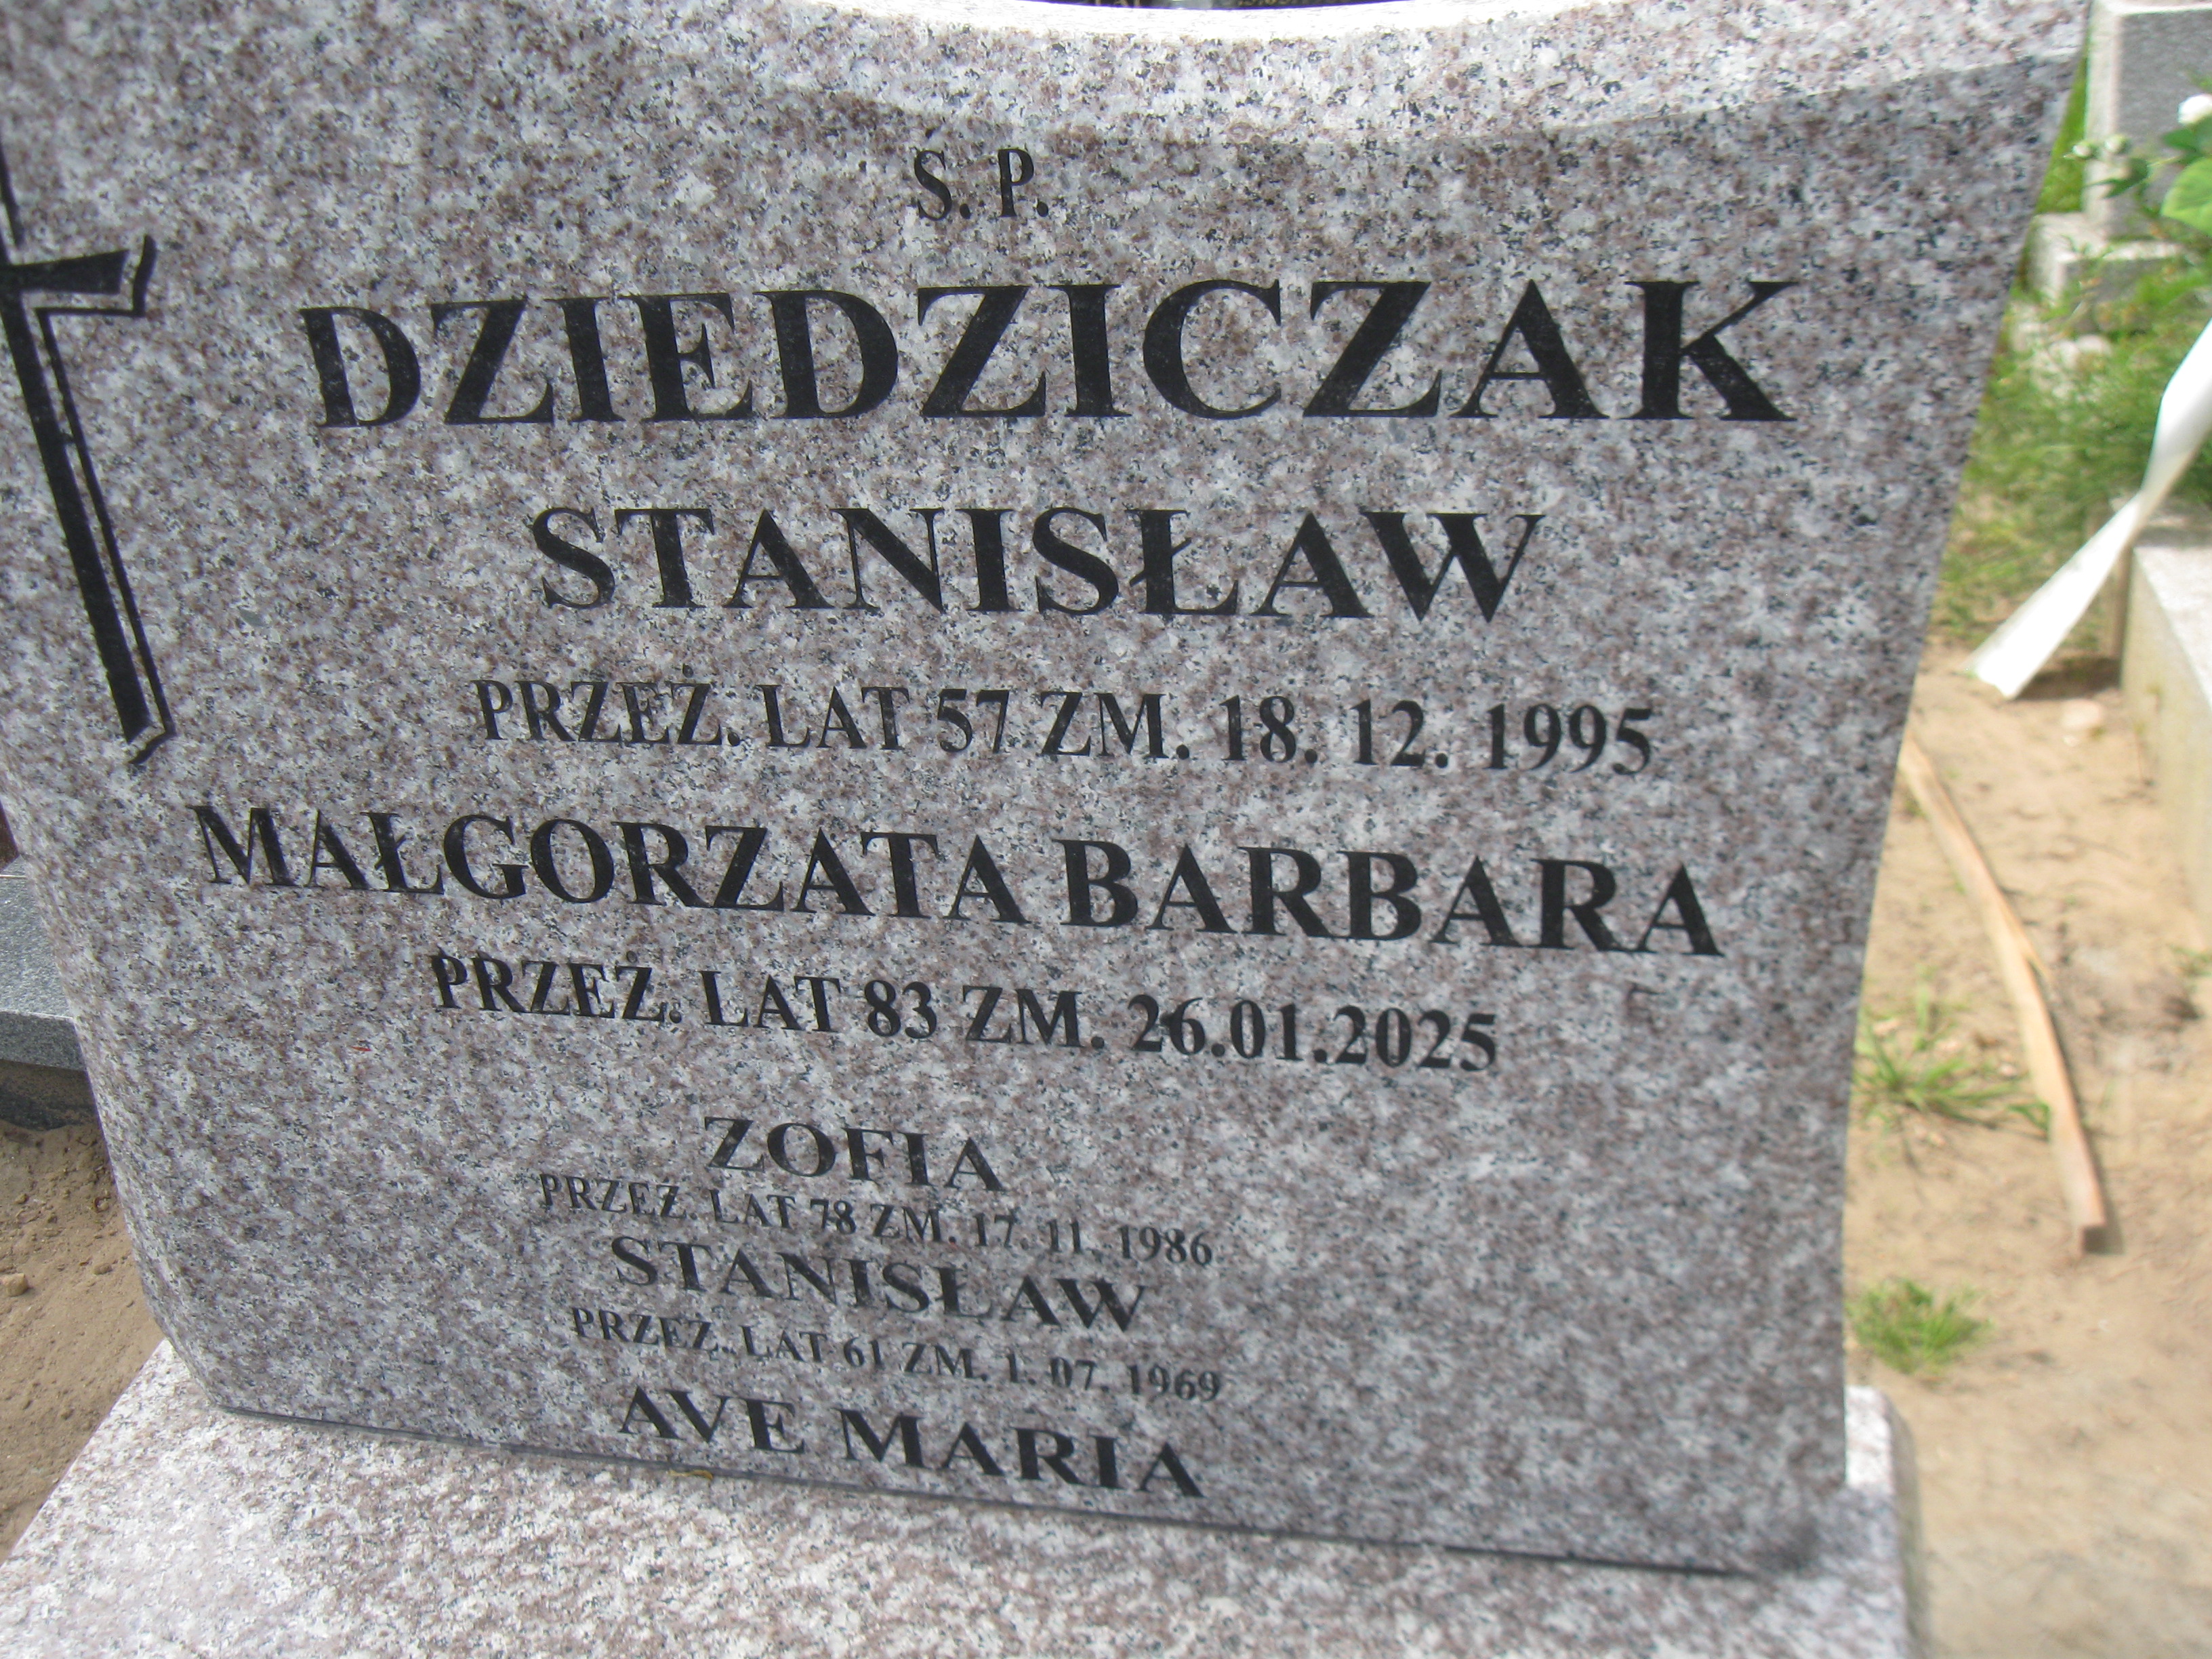 Ś. P.
DZIEDZICZAK
STANISŁAW
PRZEŻ. LAT 57 ZM. 18. 12. 1995
MAŁGORZATA BARBARA
PRZEŻ. LAT 83 ZM. 26.01.2025
ZOFIA
PRZEŻ. LAT 78 ZM. 17. 11. 1986
STANISŁAW
PRZEŻ. LAT 61 ZM. 1. 07. 1969
AVE MARIA